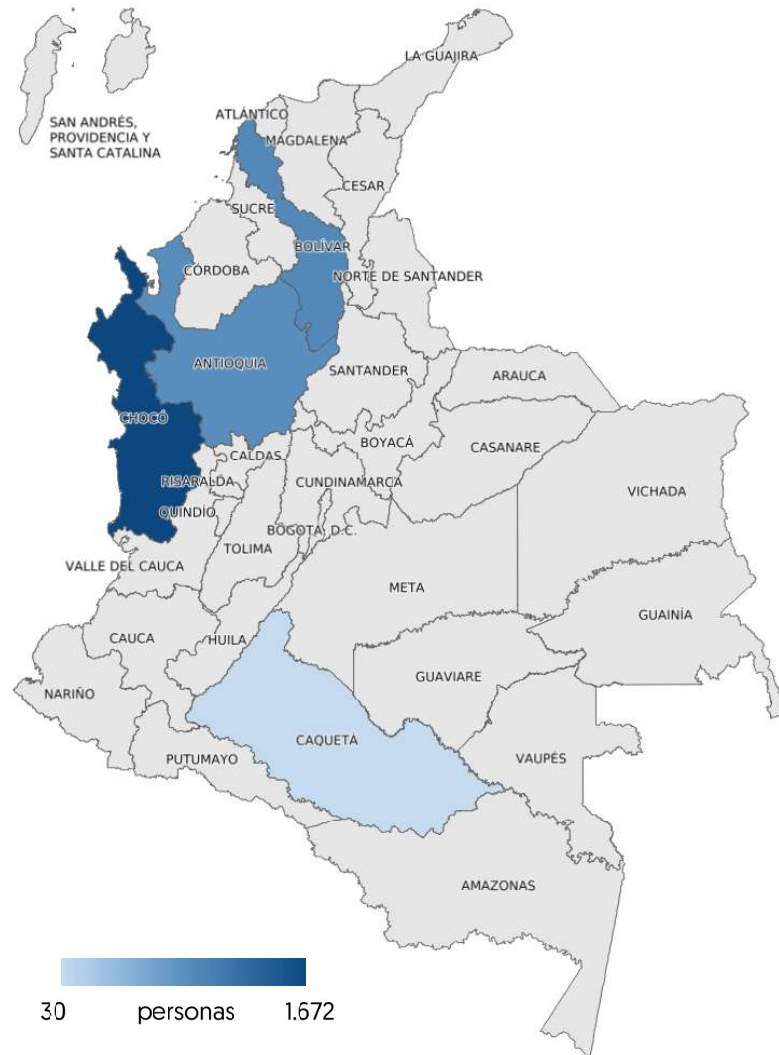 LA GUAJIRA
SAN ANDRÉS,
PROVIDENCIA Y
SANTA CATALINA
ATLÁNTICO
MAGDALENA
CESAR
SUCRE
BOLÍVAR
CÓRDOBA
NORTE DE SANTANDER
ANTIOQUIA
SANTANDER
ARAUCA
CHOCÓ
BOYACÁ
CASANARE
CALDAS
RISARALDA
CUNDINAMARCA
VICHADA
QUINDÍO
BOGOTÁ, D.C.
TOLIMA
VALLE DEL CAUCA
META
GUAINÍA
CAUCA
HUILA
GUAVIARE
NARIÑO
CAQUETÁ
PUTUMAYO
VAUPÉS
AMAZONAS
30 personas 1.672